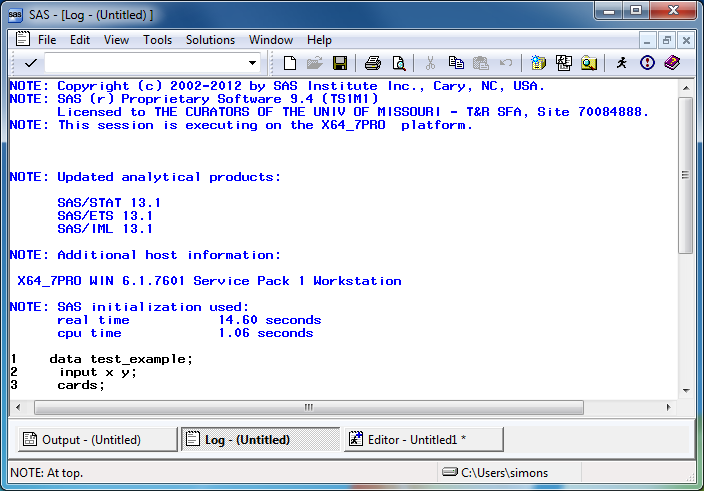 sas SAS - [Log - (Untitled) ]
File Edit View Tools Solutions Window Help
NOTE: Copyright (c) 2002-2012 by SAS Institute Inc., Cary, NC, USA.
NOTE: SAS (r) Proprietary Software 9.4 (TS1M1)
Licensed to THE CURATORS OF THE UNIV OF MISSOURI - T&R SFA, Site 70084888.
NOTE: This session is executing on the X64_7PRO  platform.
NOTE: Updated analytical products:
SAS/STAT 13.1
SAS/ETS 13.1
SAS/IML 13.1
NOTE: Additional host information:
X64_7PRO WIN 6.1.7601 Service Pack 1 Workstation
NOTE: SAS initialization used:
real time 14.60 seconds
cpu time 1.06 seconds
1 data test_example;
2 input x y;
3 cards;
Output - (Untitled) Log - (Untitled) Editor - Untitled1 *
NOTE: At top. C:\Users\simons